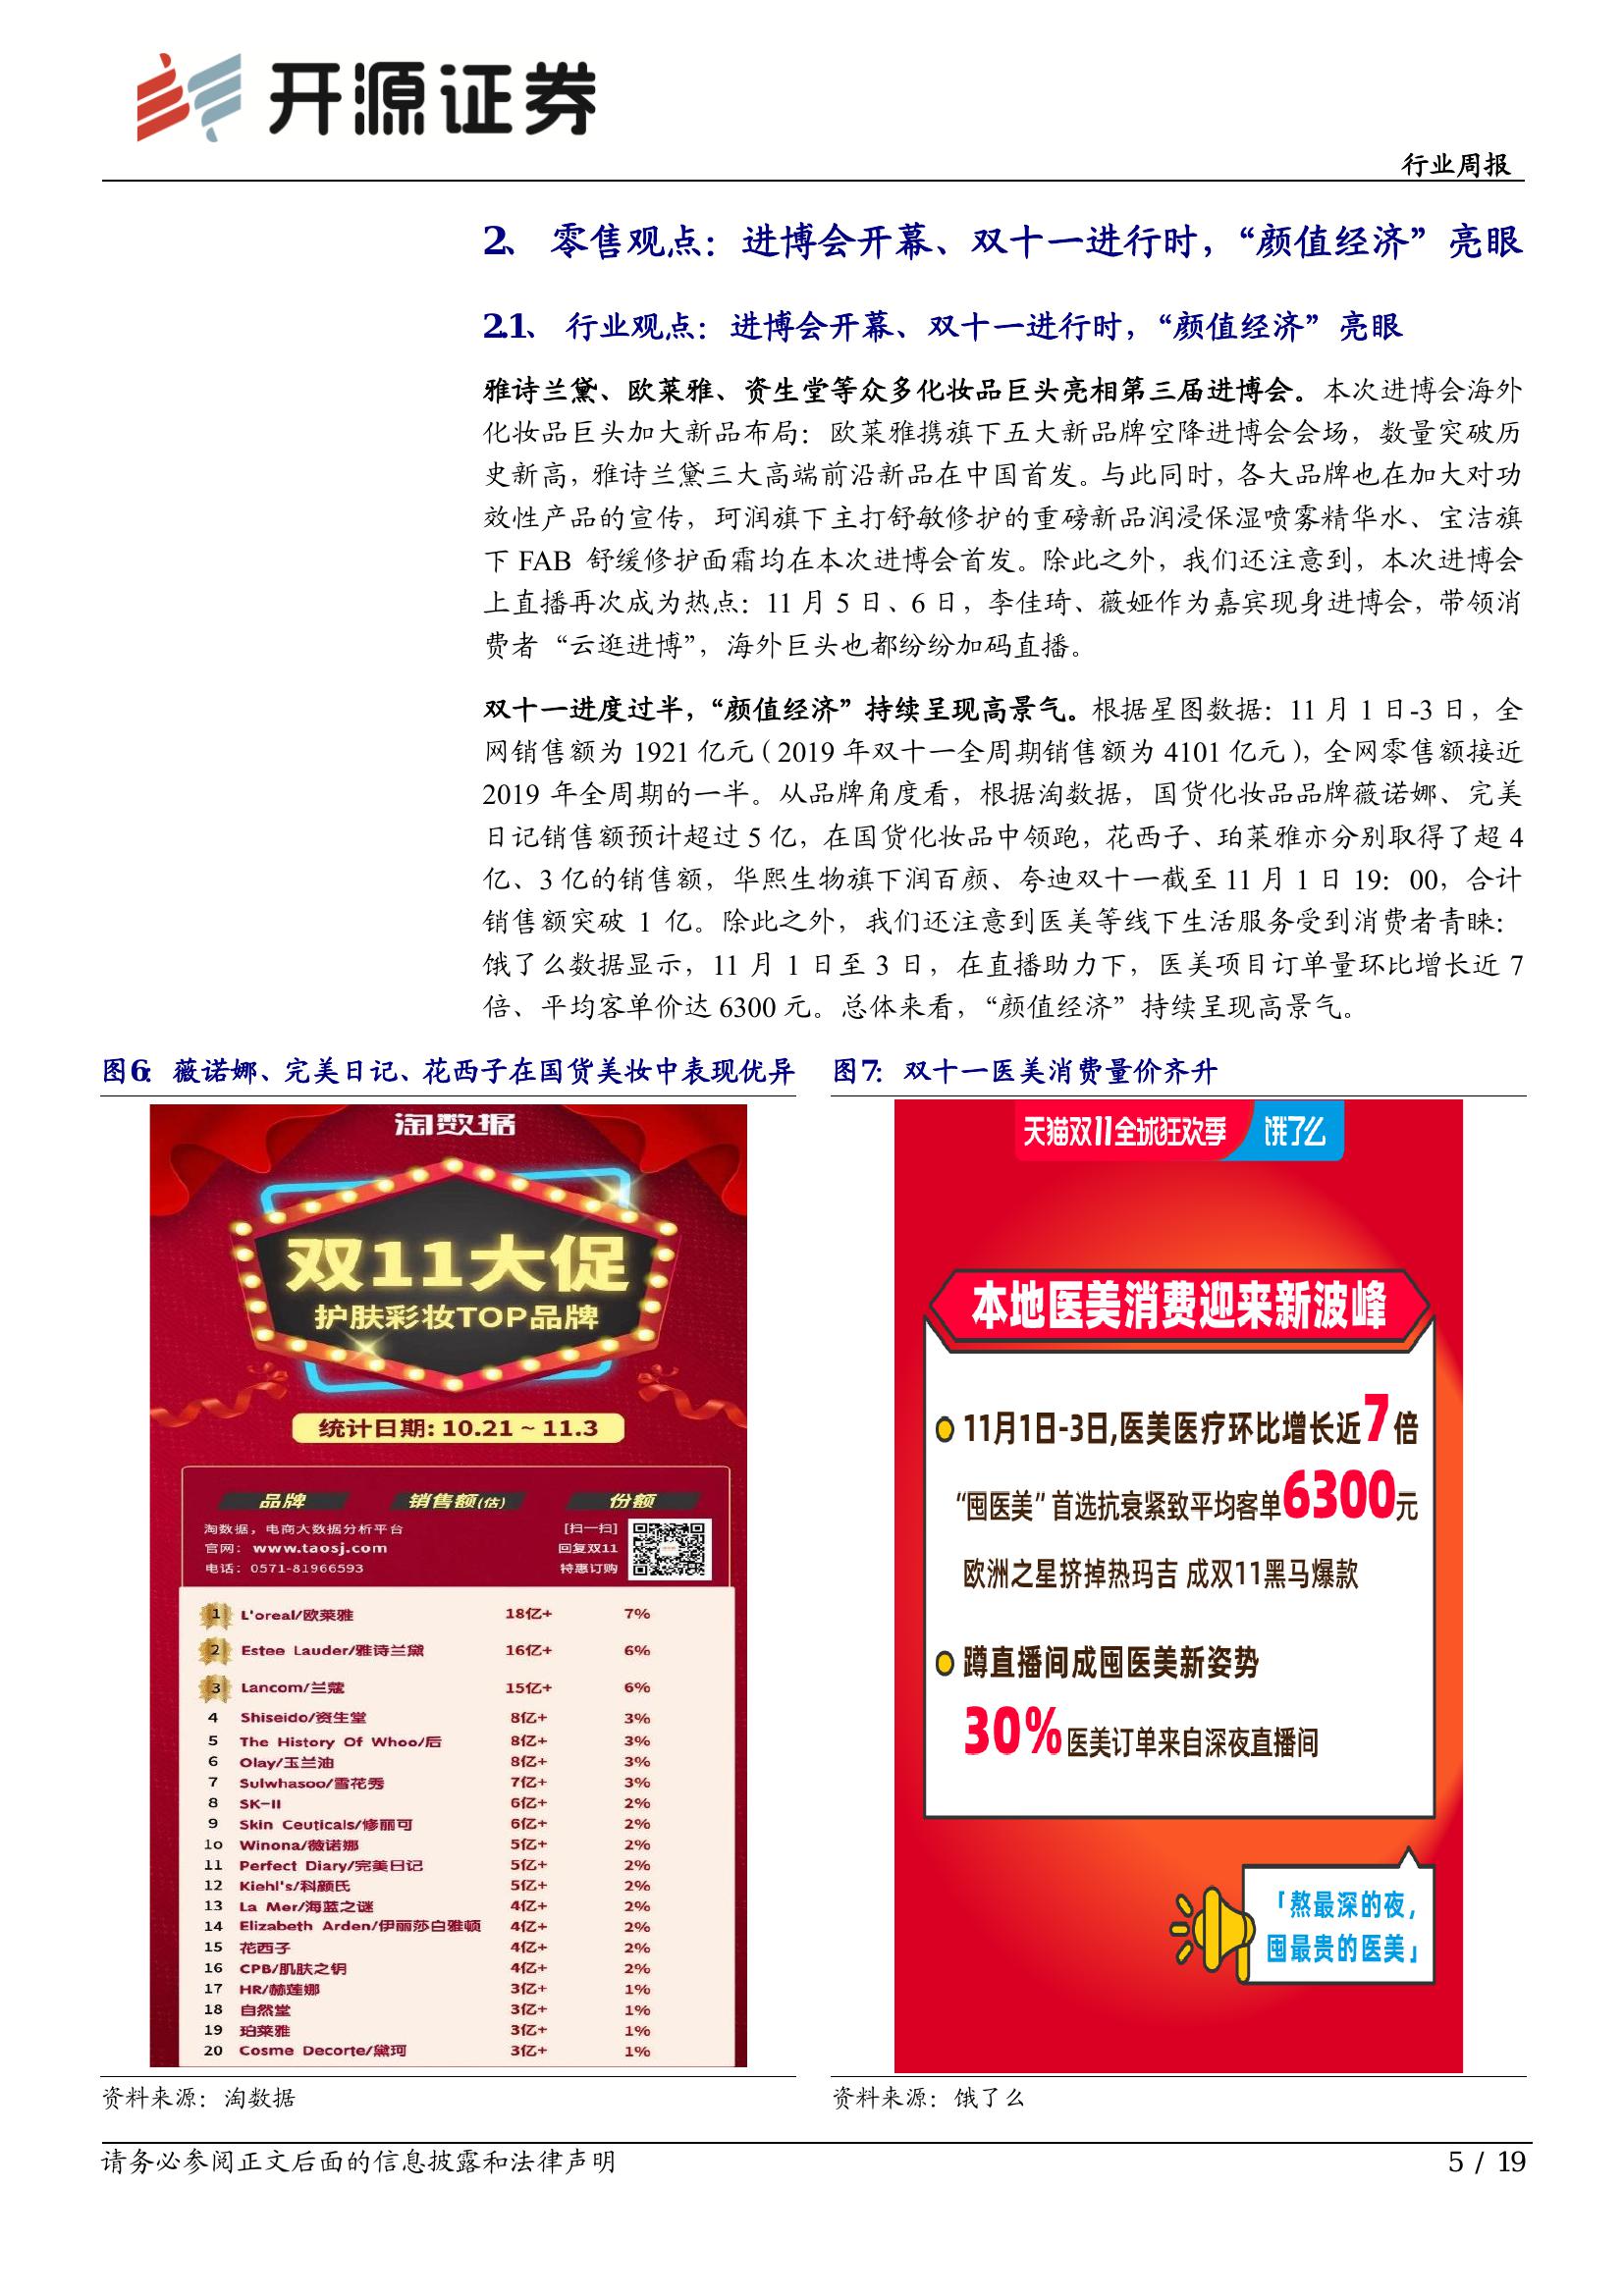 开源证券
行业周报
2、 零售观点：进博会开幕、双十一进行时，“颜值经济”亮眼
2.1、 行业观点：进博会开幕、双十一进行时，“颜值经济”亮眼
雅诗兰黛、欧莱雅、资生堂等众多化妆品巨头亮相第三届进博会。本次进博会海外
化妆品巨头加大新品布局：欧莱雅携旗下五大新品牌空降进博会会场，数量突破历
史新高，雅诗兰黛三大高端前沿新品在中国首发。与此同时，各大品牌也在加大对功
效性产品的宣传，珂润旗下主打舒敏修护的重磅新品润浸保湿喷雾精华水、宝洁旗
下 FAB 舒缓修护面霜均在本次进博会首发。除此之外，我们还注意到，本次进博会
上直播再次成为热点：11 月 5 日、6 日，李佳琦、薇娅作为嘉宾现身进博会，带领消
费者“云逛进博”，海外巨头也都纷纷加码直播。
双十一进度过半，“颜值经济”持续呈现高景气。根据星图数据：11 月 1 日-3 日，全
网销售额为 1921 亿元（2019 年双十一全周期销售额为 4101 亿元），全网零售额接近
2019 年全周期的一半。从品牌角度看，根据淘数据，国货化妆品品牌薇诺娜、完美
日记销售额预计超过 5 亿，在国货化妆品中领跑，花西子、珀莱雅亦分别取得了超 4
亿、3 亿的销售额，华熙生物旗下润百颜、夸迪双十一截至 11 月 1 日 19：00，合计
销售额突破 1 亿。除此之外，我们还注意到医美等线下生活服务受到消费者青睐：
饿了么数据显示，11 月 1 日至 3 日，在直播助力下，医美项目订单量环比增长近 7
倍、平均客单价达 6300 元。总体来看，“颜值经济”持续呈现高景气。
图6：薇诺娜、完美日记、花西子在国货美妆中表现优异
淘数据
双11大促
护肤彩妆TOP品牌
统计日期: 10.21 ~ 11.3
品牌 销售额(估) 份额
淘数据，电商大数据分析平台 [扫一扫]
官网：www.taosj.com 回复双11
电话：0571-81966593 特惠订购
1 L'oreal/欧莱雅 18亿+ 7%
2 Estee Lauder/雅诗兰黛 16亿+ 6%
3 Lancom/兰蔻 15亿+ 6%
4 Shiseido/资生堂 8亿+ 3%
5 The History Of Whoo/后 8亿+ 3%
6 Olay/玉兰油 8亿+ 3%
7 Sulwhasoo/雪花秀 7亿+ 3%
8 SK-II 6亿+ 2%
9 Skin Ceuticals/修丽可 6亿+ 2%
10 Winona/薇诺娜 5亿+ 2%
11 Perfect Diary/完美日记 5亿+ 2%
12 Kiehl's/科颜氏 5亿+ 2%
13 La Mer/海蓝之谜 4亿+ 2%
14 Elizabeth Arden/伊丽莎白雅顿 4亿+ 2%
15 花西子 4亿+ 2%
16 CPB/肌肤之钥 4亿+ 2%
17 HR/赫莲娜 3亿+ 1%
18 自然堂 3亿+ 1%
19 珀莱雅 3亿+ 1%
20 Cosme Decorte/黛珂 3亿+ 1%
资料来源：淘数据
图7：双十一医美消费量价齐升
天猫双11全球狂欢季 饿了么
本地医美消费迎来新波峰
11月1日-3日,医美医疗环比增长近7倍
“囤医美”首选抗衰紧致平均客单6300元
欧洲之星挤掉热玛吉 成双11黑马爆款
蹲直播间成囤医美新姿势
30%医美订单来自深夜直播间
「熬最深的夜，
囤最贵的医美」
资料来源：饿了么
请务必参阅正文后面的信息披露和法律声明
5 / 19